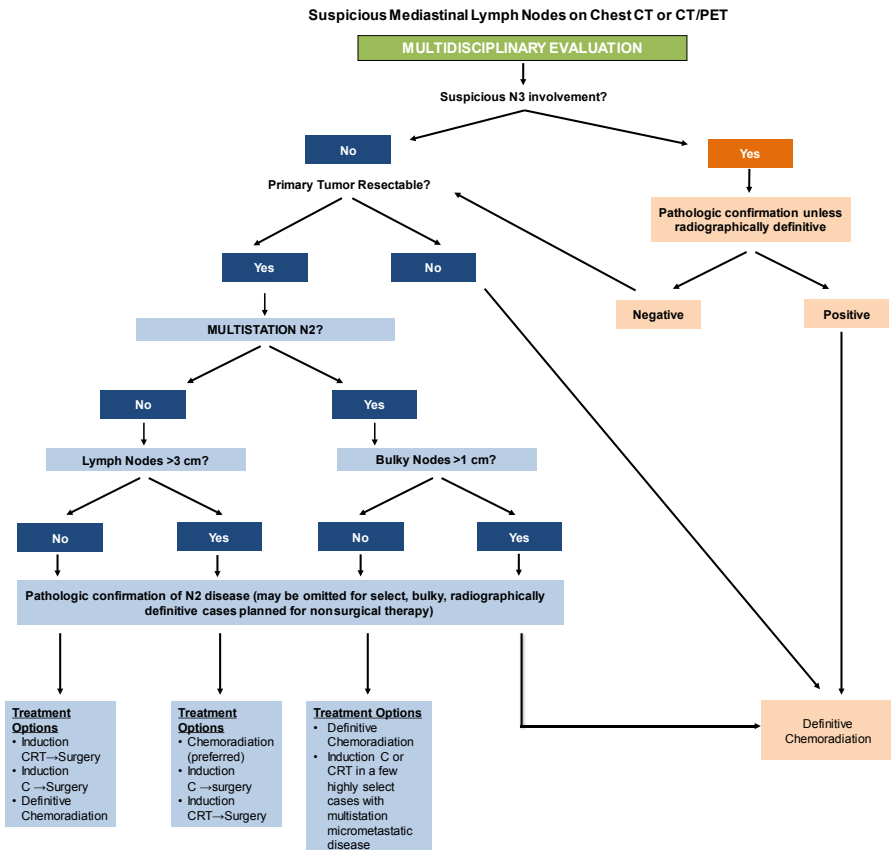 Suspicious Mediastinal Lymph Nodes on Chest CT or CT/PET
MULTIDISCIPLINARY EVALUATION
Suspicious N3 involvement?
No
Yes
Primary Tumor Resectable?
Pathologic confirmation unless
radiographically definitive
Yes
No
Negative
Positive
MULTISTATION N2?
No
Yes
Lymph Nodes >3 cm?
Bulky Nodes >1 cm?
No
Yes
No
Yes
Pathologic confirmation of N2 disease (may be omitted for select, bulky, radiographically
definitive cases planned for nonsurgical therapy)
Treatment
Options
• Induction
CRT→Surgery
• Induction
C →Surgery
• Definitive
Chemoradiation
Treatment
Options
• Chemoradiation
(preferred)
• Induction
C →surgery
• Induction
CRT→Surgery
Treatment Options
• Definitive
Chemoradiation
• Induction C or
CRT in a few
highly select
cases with
multistation
micrometastatic
disease
Definitive
Chemoradiation